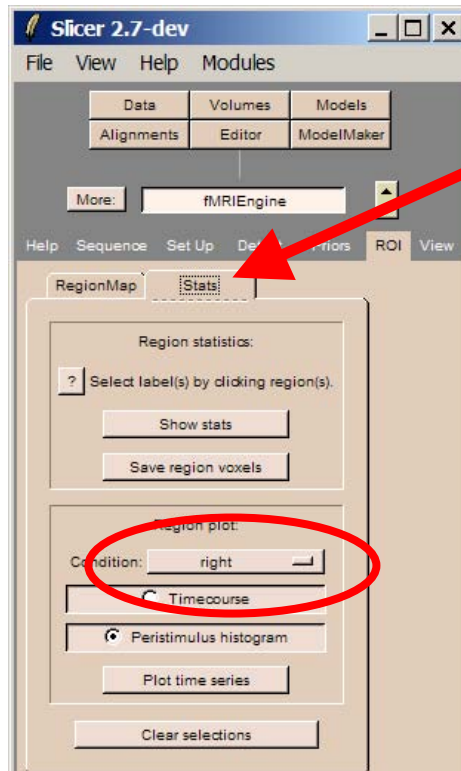 Slicer 2.7-dev
File View Help Modules
Data Volumes Models
Alignments Editor ModelMaker
More: fMRIEngine
Help Sequence Set Up Priors ROI View
RegionMap Stats
Region statistics:
? Select label(s) by clicking region(s).
Show stats
Save region voxels
Region plot:
Condition: right
Timecourse
Peristimulus histogram
Plot time series
Clear selections